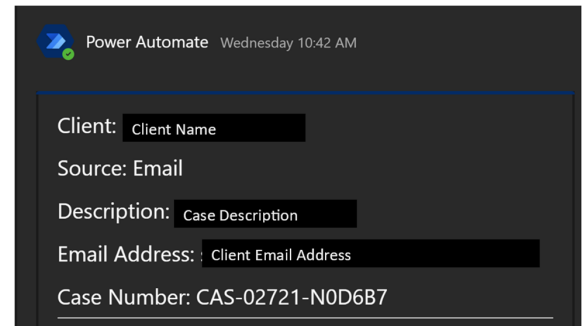 Power Automate Wednesday 10:42 AM
Client: Client Name
Source: Email
Description: Case Description
Email Address: : Client Email Address
Case Number: CAS-02721-N0D6B7